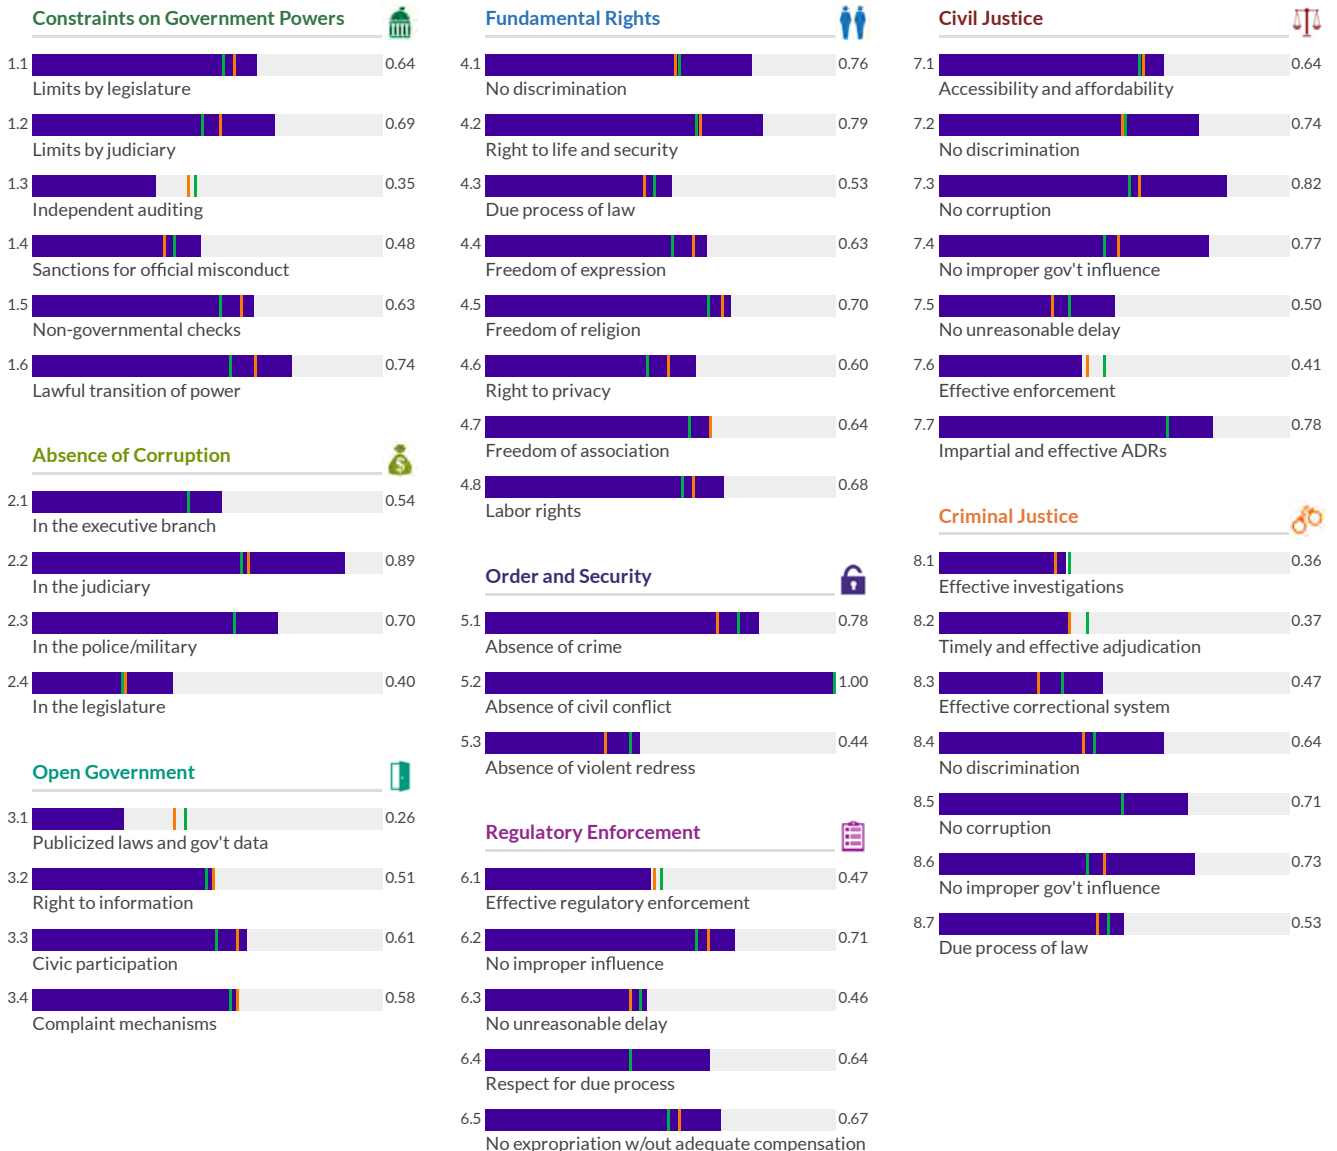 Constraints on Government Powers
1.1 0.64
Limits by legislature
1.2 0.69
Limits by judiciary
1.3 0.35
Independent auditing
1.4 0.48
Sanctions for official misconduct
1.5 0.63
Non-governmental checks
1.6 0.74
Lawful transition of power
Absence of Corruption
$
2.1 0.54
In the executive branch
2.2 0.89
In the judiciary
2.3 0.70
In the police/military
2.4 0.40
In the legislature
Open Government
3.1 0.26
Publicized laws and gov't data
3.2 0.51
Right to information
3.3 0.61
Civic participation
3.4 0.58
Complaint mechanisms
Fundamental Rights
4.1 0.76
No discrimination
4.2 0.79
Right to life and security
4.3 0.53
Due process of law
4.4 0.63
Freedom of expression
4.5 0.70
Freedom of religion
4.6 0.60
Right to privacy
4.7 0.64
Freedom of association
4.8 0.68
Labor rights
Order and Security
5.1 0.78
Absence of crime
5.2 1.00
Absence of civil conflict
5.3 0.44
Absence of violent redress
Regulatory Enforcement
6.1 0.47
Effective regulatory enforcement
6.2 0.71
No improper influence
6.3 0.46
No unreasonable delay
6.4 0.64
Respect for due process
6.5 0.67
No expropriation w/out adequate compensation
Civil Justice
7.1 0.64
Accessibility and affordability
7.2 0.74
No discrimination
7.3 0.82
No corruption
7.4 0.77
No improper gov't influence
7.5 0.50
No unreasonable delay
7.6 0.41
Effective enforcement
7.7 0.78
Impartial and effective ADRs
Criminal Justice
8.1 0.36
Effective investigations
8.2 0.37
Timely and effective adjudication
8.3 0.47
Effective correctional system
8.4 0.64
No discrimination
8.5 0.71
No corruption
8.6 0.73
No improper gov't influence
8.7 0.53
Due process of law